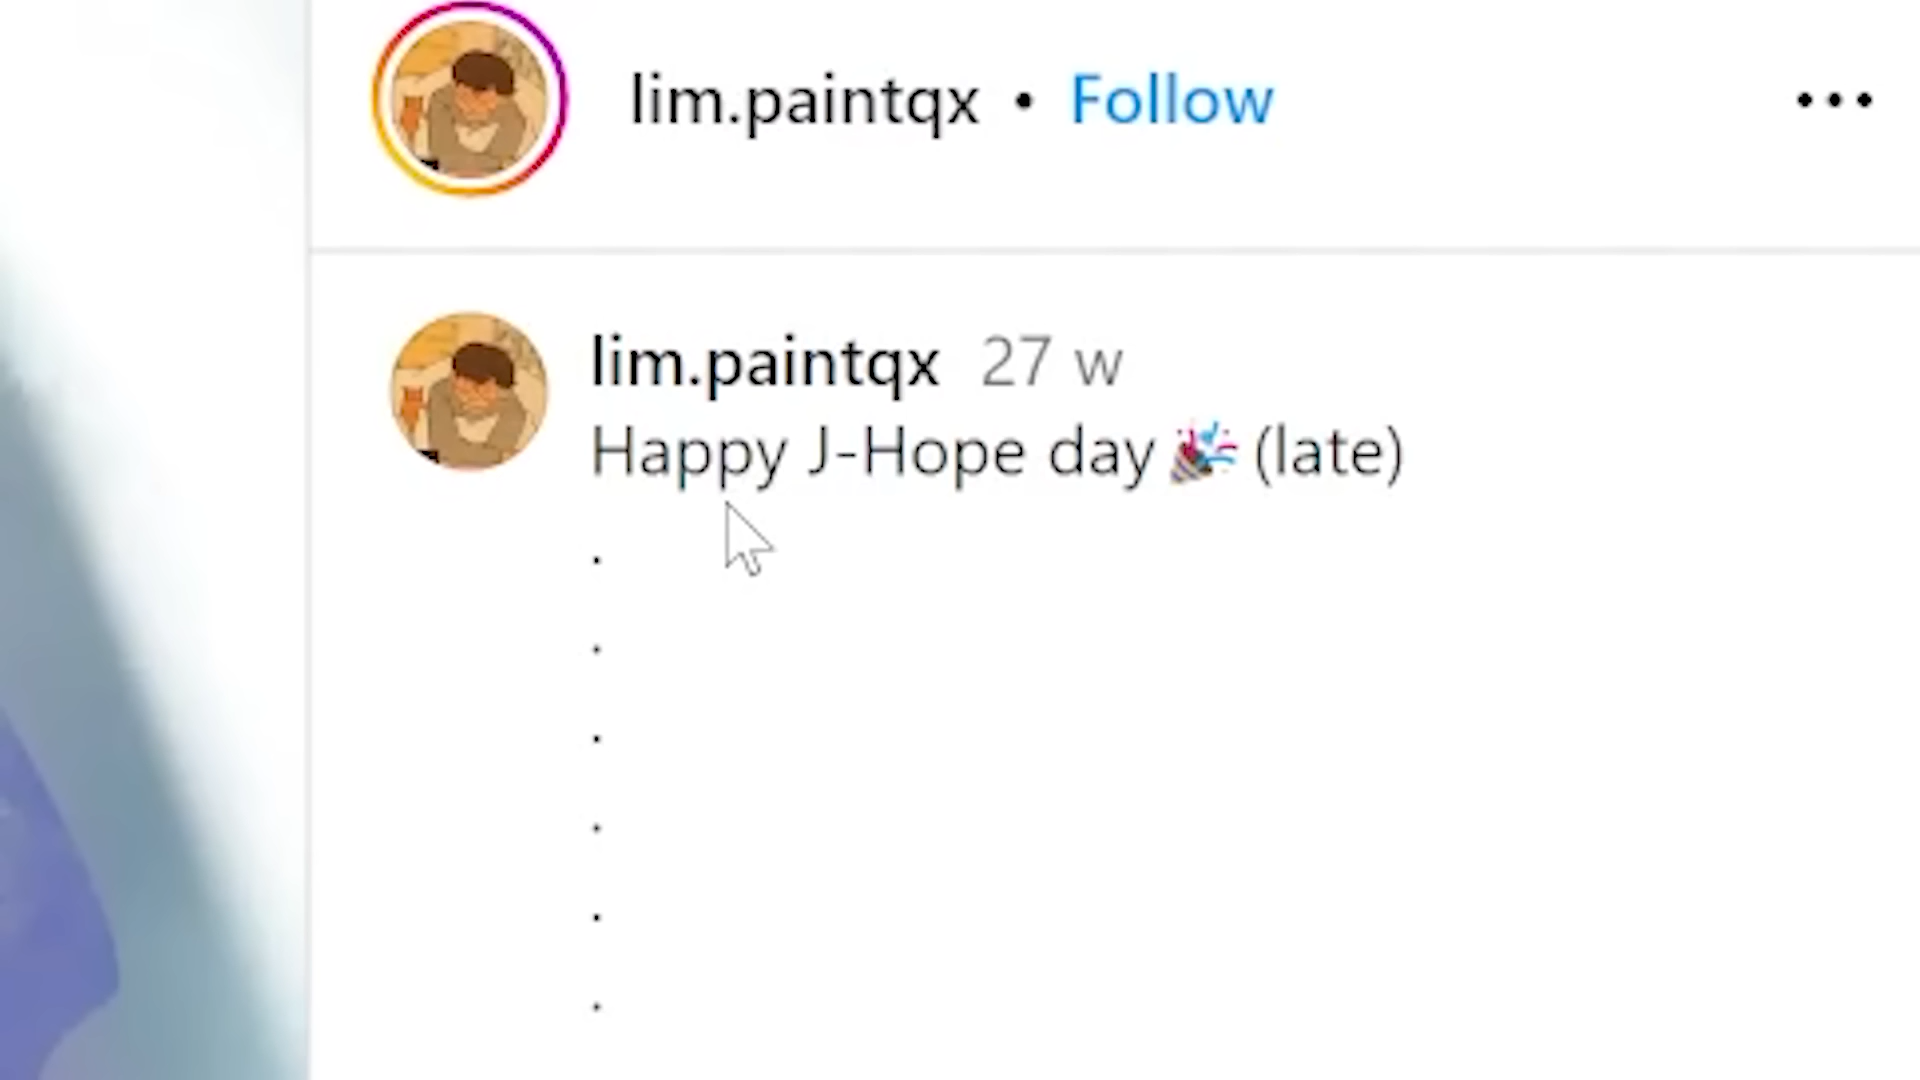 lim.paintqx • Follow
lim.paintqx 27 w
Happy J-Hope day 🎉 (late)
.
.
.
.
.
.